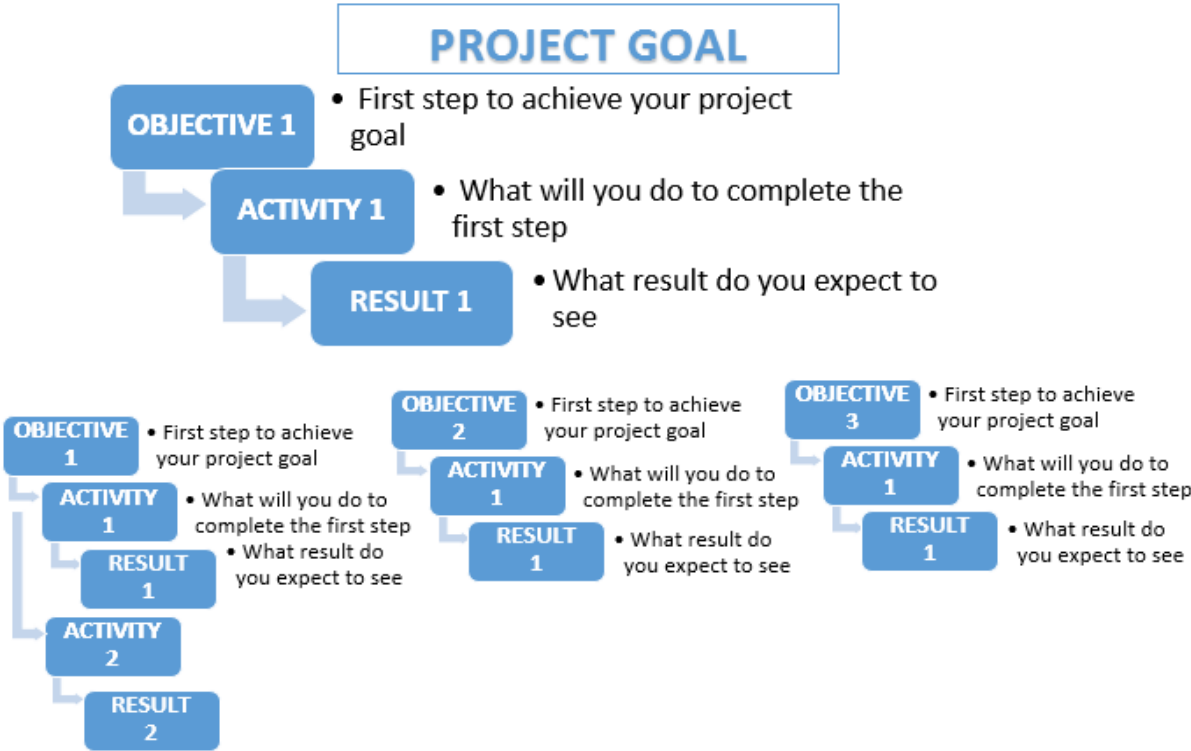 PROJECT GOAL
OBJECTIVE 1
• First step to achieve your project
goal
ACTIVITY 1
• What will you do to complete the
first step
RESULT 1
• What result do you expect to
see
OBJECTIVE
1
• First step to achieve
your project goal
ACTIVITY
1
• What will you do to
complete the first step
RESULT
1
• What result do
you expect to see
ACTIVITY
2
RESULT
2
OBJECTIVE
2
• First step to achieve
your project goal
ACTIVITY
1
• What will you do to
complete the first step
RESULT
1
• What result do
you expect to see
OBJECTIVE
3
• First step to achieve
your project goal
ACTIVITY
1
• What will you do to
complete the first step
RESULT
1
• What result do
you expect to see